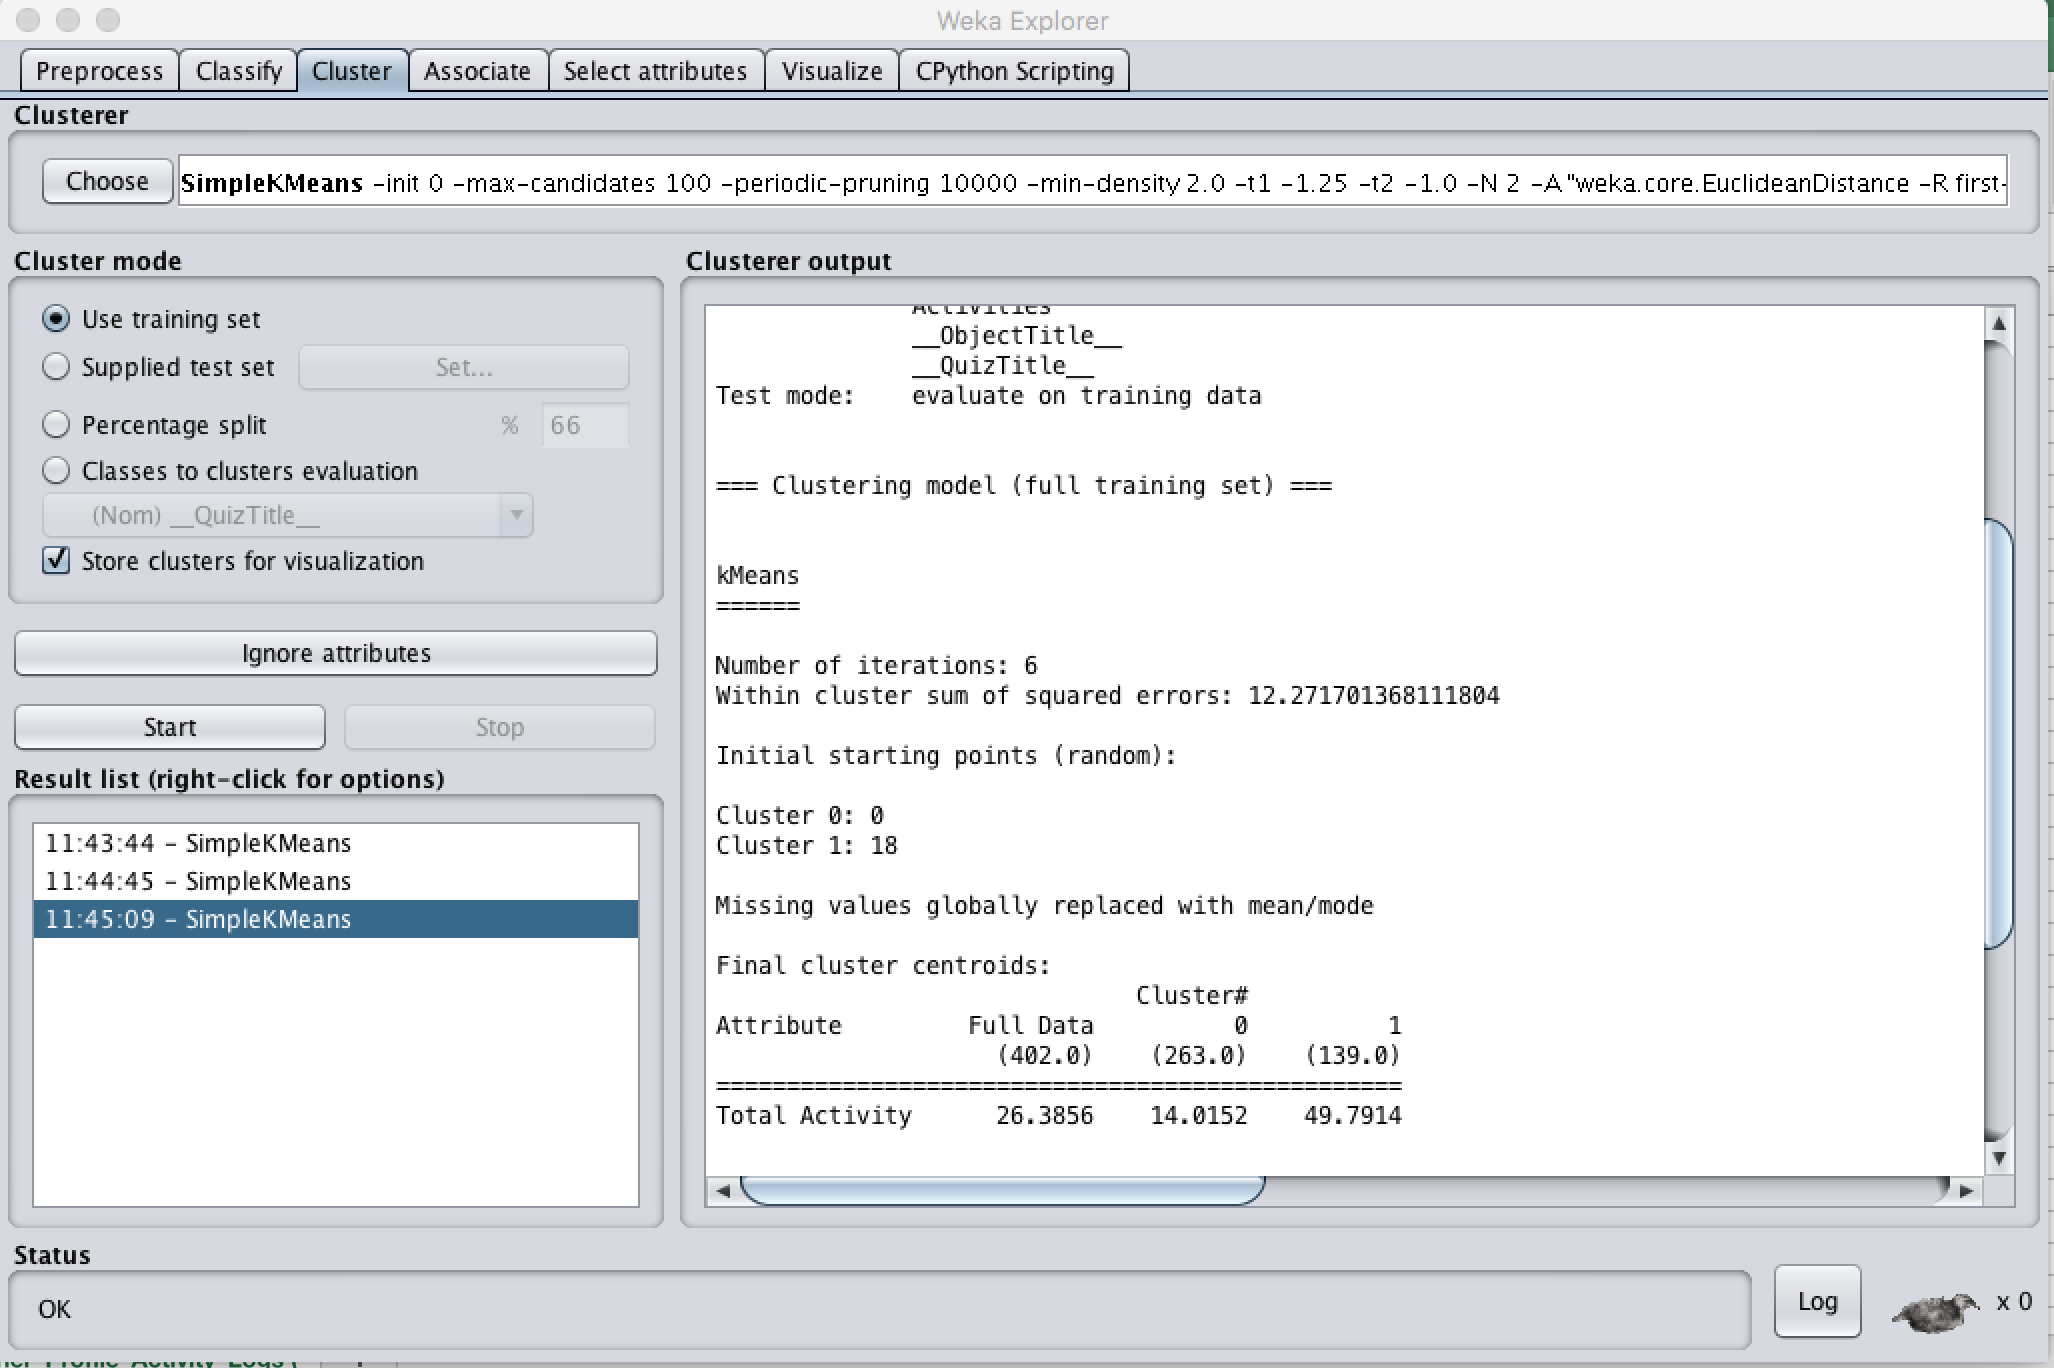 Weka Explorer
Preprocess Classify Cluster Associate Select attributes Visualize CPython Scripting
Clusterer
Choose SimpleKMeans -init 0 -max-candidates 100 -periodic-pruning 10000 -min-density 2.0 -t1 -1.25 -t2 -1.0 -N 2 -A "weka.core.EuclideanDistance -R first-
Cluster mode
Use training set
Supplied test set Set...
Percentage split % 66
Classes to clusters evaluation
(Nom) __QuizTitle__
Store clusters for visualization
Ignore attributes
Start Stop
Result list (right-click for options)
11:43:44 - SimpleKMeans
11:44:45 - SimpleKMeans
11:45:09 - SimpleKMeans
Clusterer output
Activities
__ObjectTitle__
__QuizTitle__
Test mode: evaluate on training data
=== Clustering model (full training set) ===
kMeans
======
Number of iterations: 6
Within cluster sum of squared errors: 12.271701368111804
Initial starting points (random):
Cluster 0: 0
Cluster 1: 18
Missing values globally replaced with mean/mode
Final cluster centroids:
Cluster#
Attribute Full Data 0 1
(402.0) (263.0) (139.0)
=================================================
Total Activity 26.3856 14.0152 49.7914
Status
OK
Log x 0